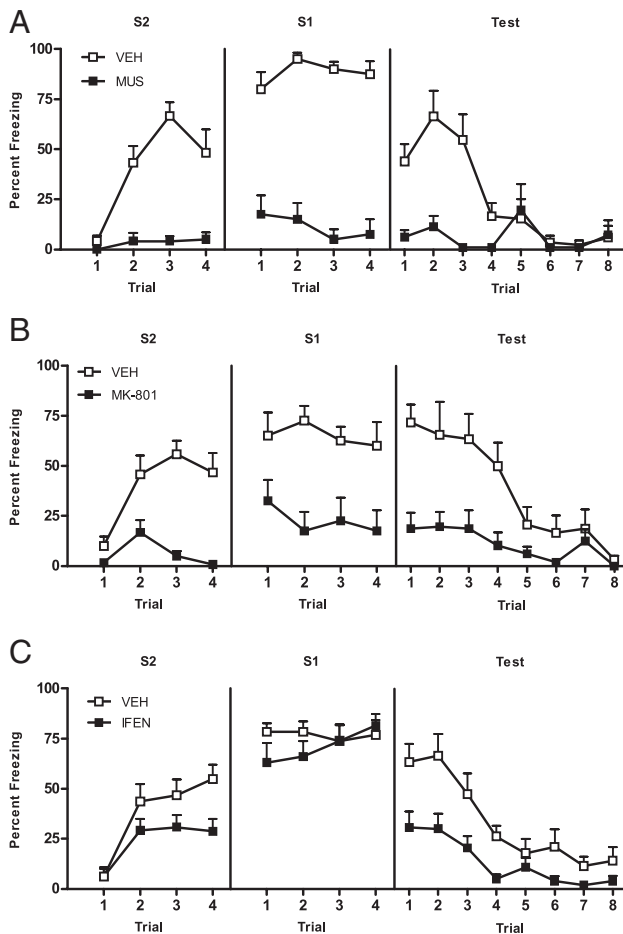 A
S2 S1 Test
VEH
MUS
Percent Freezing
100
75
50
25
0
1 2 3 4 1 2 3 4 1 2 3 4 5 6 7 8
Trial Trial Trial
B
S2 S1 Test
VEH
MK-801
Percent Freezing
100
75
50
25
0
1 2 3 4 1 2 3 4 1 2 3 4 5 6 7 8
Trial Trial Trial
C
S2 S1 Test
VEH
IFEN
Percent Freezing
100
75
50
25
0
1 2 3 4 1 2 3 4 1 2 3 4 5 6 7 8
Trial Trial Trial